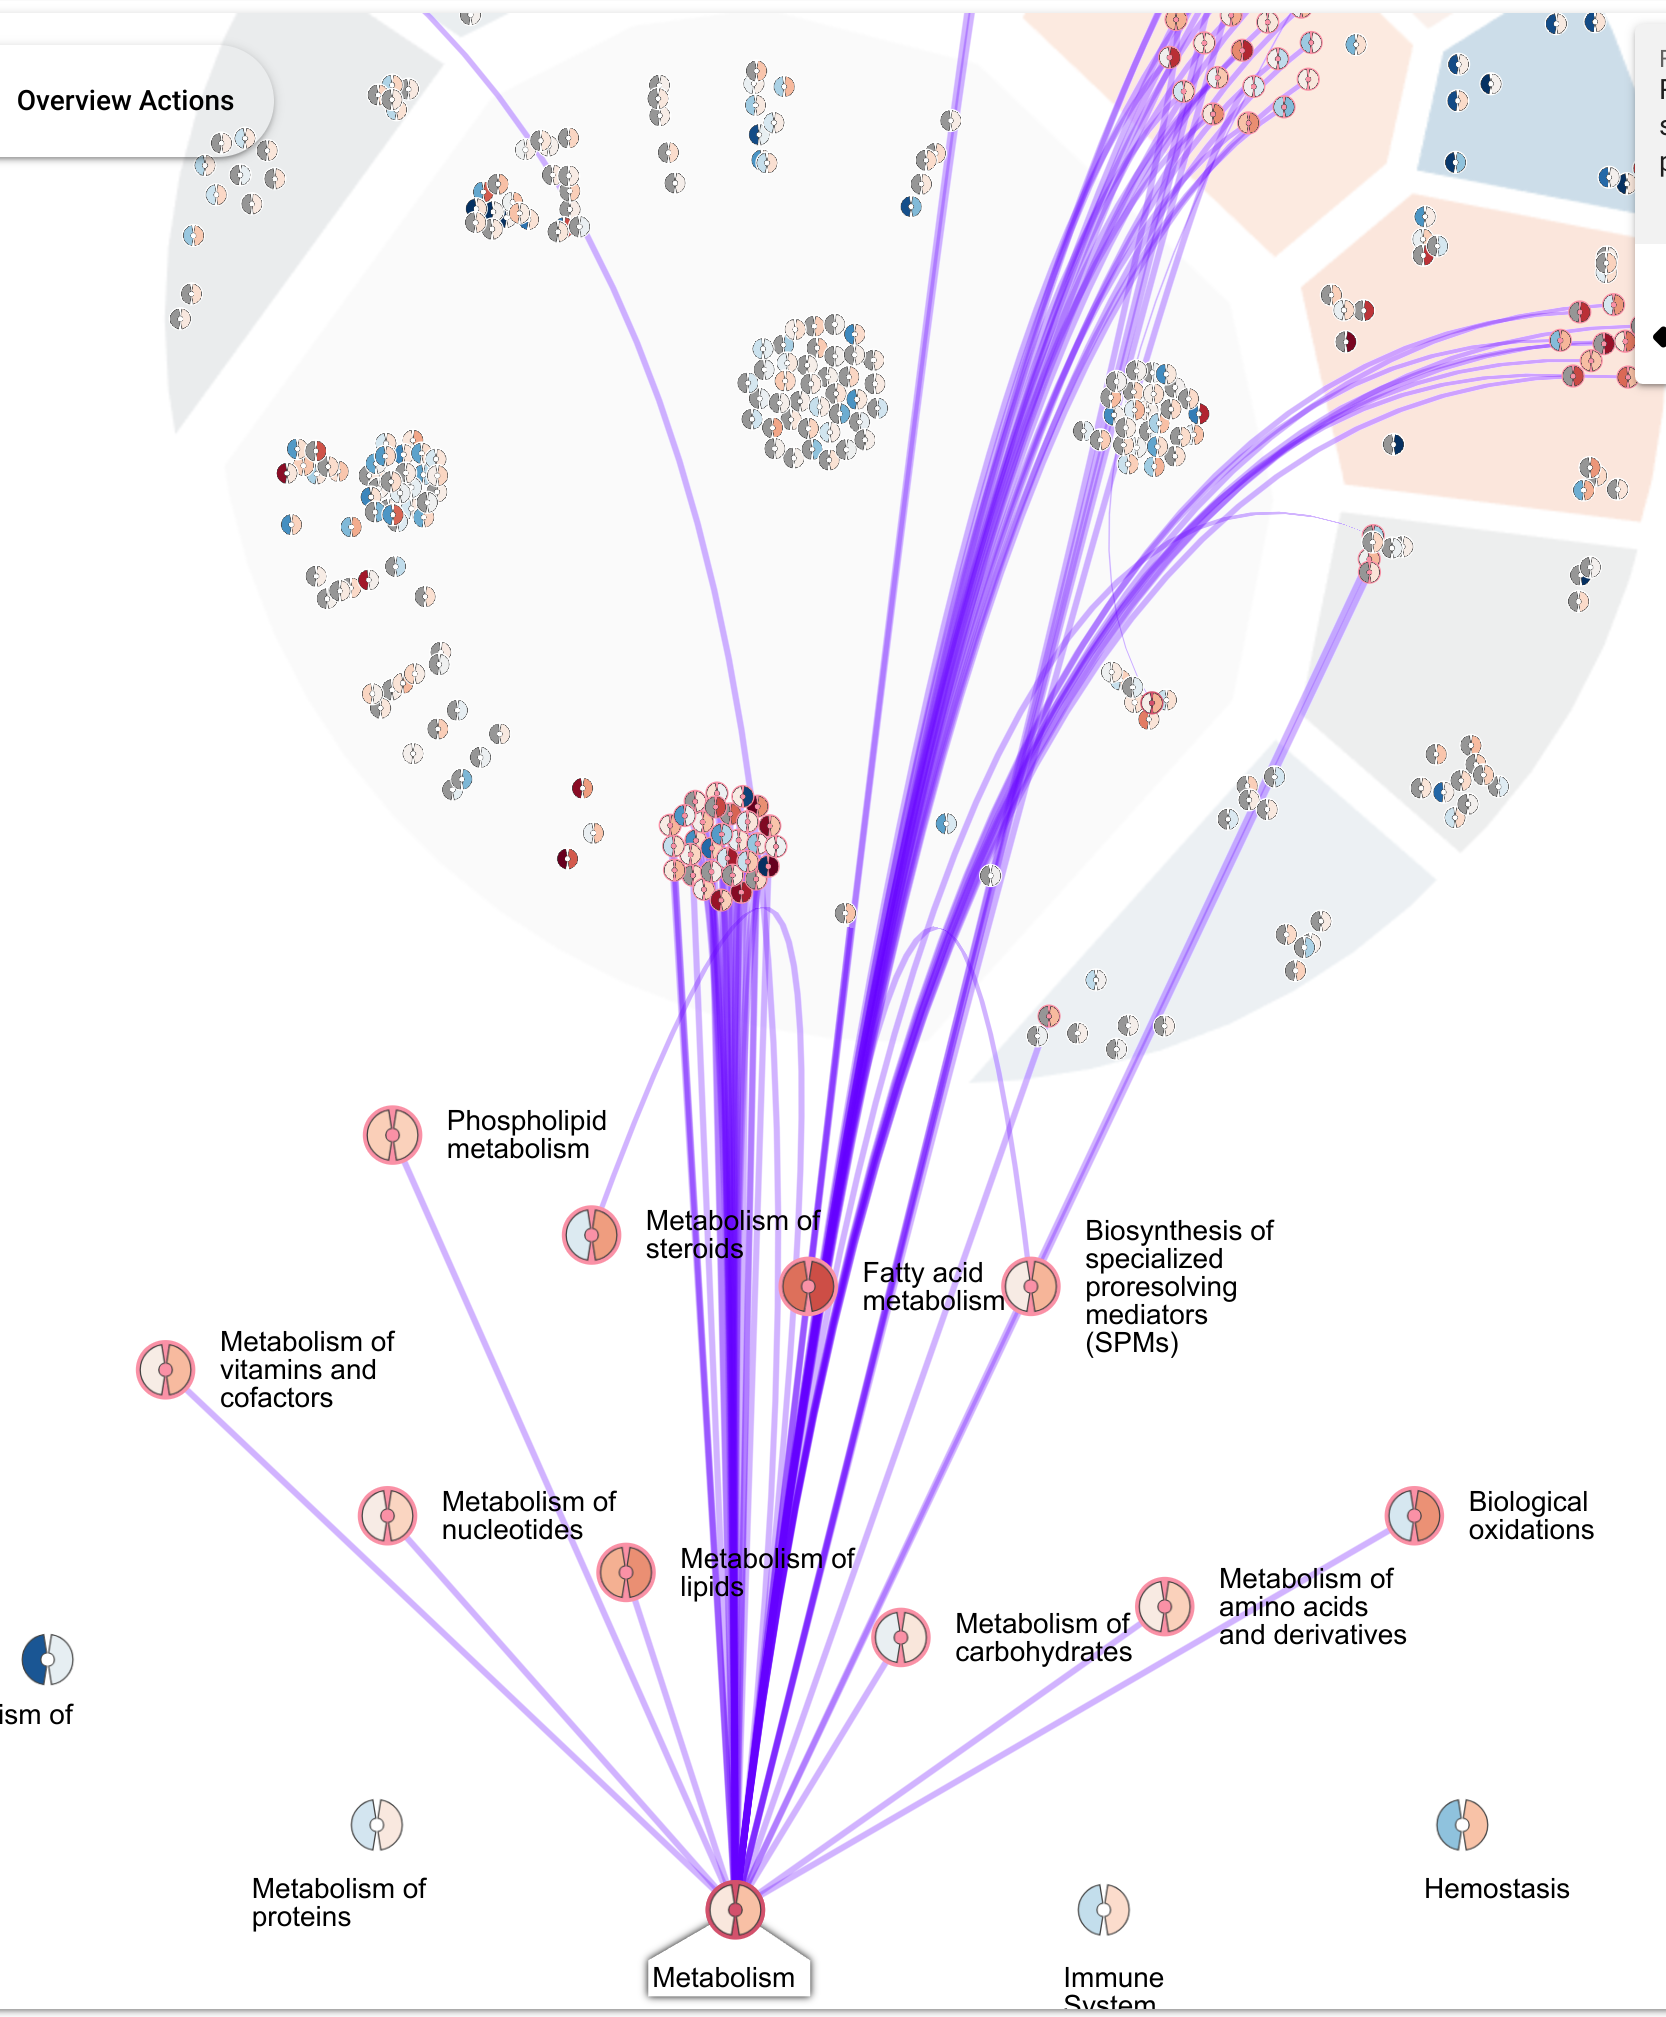 Overview Actions
Phospholipid
metabolism
Metabolism of
steroids
Fatty acid
metabolism
Biosynthesis of
specialized
proresolving
mediators
(SPMs)
Metabolism of
vitamins and
cofactors
Metabolism of
nucleotides
Metabolism of
lipids
Biological
oxidations
Metabolism of
amino acids
and derivatives
Metabolism of
carbohydrates
ism of
Metabolism of
proteins
Hemostasis
Metabolism
Immune
System